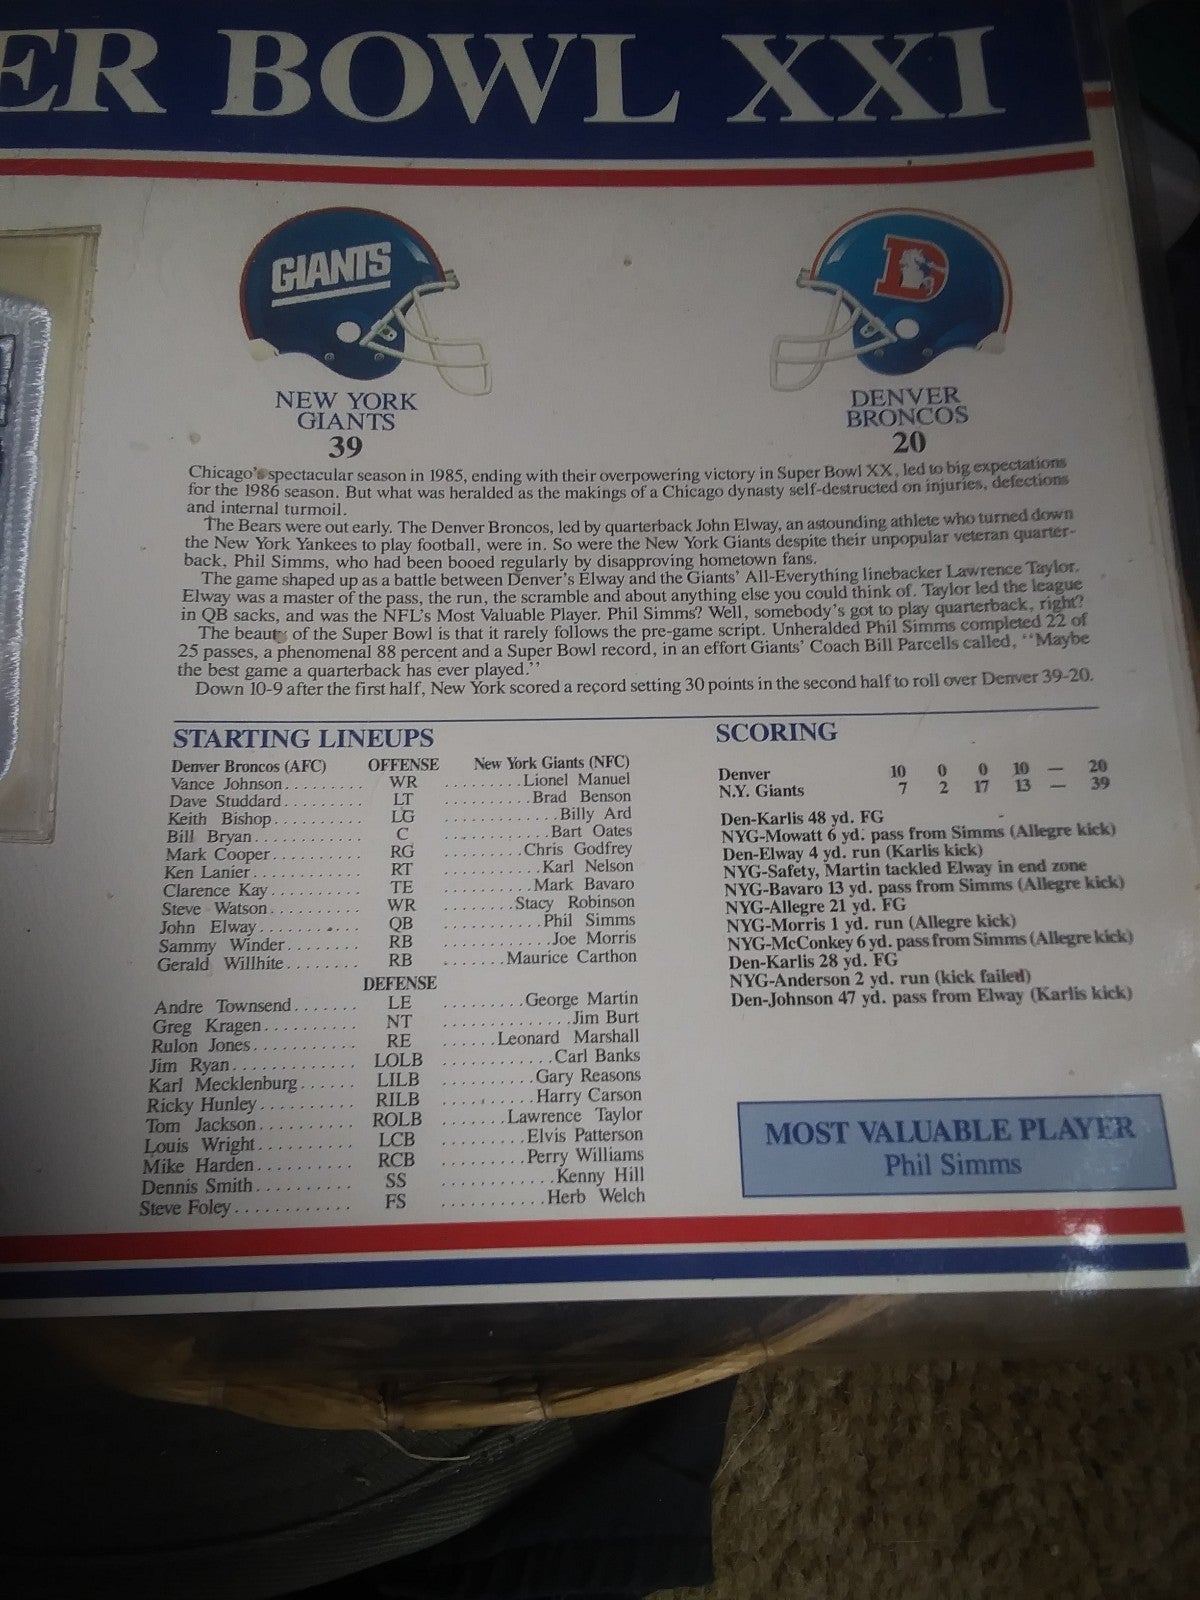 ER BOWL XXI
GIANTS
D
NEW YORK
GIANTS
39
DENVER
BRONCOS
20
Chicago's spectacular season in 1985, ending with their overpowering victory in Super Bowl XX, led to big expectations
for the 1986 season. But what was heralded as the makings of a Chicago dynasty self-destructed on injuries, defections
and internal turmoil.
The Bears were out early. The Denver Broncos, led by quarterback John Elway, an astounding athlete who turned down
the New York Yankees to play football, were in. So were the New York Giants despite their unpopular veteran quarter-
back, Phil Simms, who had been booed regularly by disapproving hometown fans.
The game shaped up as a battle between Denver's Elway and the Giants' All-Everything linebacker Lawrence Taylor.
Elway was a master of the pass, the run, the scramble and about anything else you could think of. Taylor led the league
in QB sacks, and was the NFL's Most Valuable Player. Phil Simms? Well, somebody's got to play quarterback, right?
The beauty of the Super Bowl is that it rarely follows the pre-game script. Unheralded Phil Simms completed 22 of
25 passes, a phenomenal 88 percent and a Super Bowl record, in an effort Giants' Coach Bill Parcells called, "Maybe
the best game a quarterback has ever played."
Down 10-9 after the first half, New York scored a record setting 30 points in the second half to roll over Denver 39-20.
STARTING LINEUPS
Denver Broncos (AFC) OFFENSE New York Giants (NFC)
Vance Johnson......... WR .........Lionel Manuel
Dave Studdard......... LT .........Brad Benson
Keith Bishop.......... LG .............Billy Ard
Bill Bryan............ C ............Bart Oates
Mark Cooper.......... RG .........Chris Godfrey
Ken Lanier........... RT ...........Karl Nelson
Clarence Kay.......... TE ..........Mark Bavaro
Steve Watson.......... WR ........Stacy Robinson
John Elway........... QB ...........Phil Simms
Sammy Winder........ RB ............Joe Morris
Gerald Willhite........ RB .......Maurice Carthon
DEFENSE
Andre Townsend....... LE .........George Martin
Greg Kragen.......... NT ..............Jim Burt
Rulon Jones........... RE ......Leonard Marshall
Jim Ryan............. LOLB ............Carl Banks
Karl Mecklenburg...... LILB ..........Gary Reasons
Ricky Hunley.......... RILB ..........Harry Carson
Tom Jackson.......... ROLB .......Lawrence Taylor
Louis Wright.......... LCB .........Elvis Patterson
Mike Harden.......... RCB .........Perry Williams
Dennis Smith.......... SS ............Kenny Hill
Steve Foley............ FS ...........Herb Welch
SCORING
Denver 10 0 0 10 — 20
N.Y. Giants 7 2 17 13 — 39
Den-Karlis 48 yd. FG
NYG-Mowatt 6 yd. pass from Simms (Allegre kick)
Den-Elway 4 yd. run (Karlis kick)
NYG-Safety, Martin tackled Elway in end zone
NYG-Bavaro 13 yd. pass from Simms (Allegre kick)
NYG-Allegre 21 yd. FG
NYG-Morris 1 yd. run (Allegre kick)
NYG-McConkey 6 yd. pass from Simms (Allegre kick)
Den-Karlis 28 yd. FG
NYG-Anderson 2 yd. run (kick failed)
Den-Johnson 47 yd. pass from Elway (Karlis kick)
MOST VALUABLE PLAYER
Phil Simms